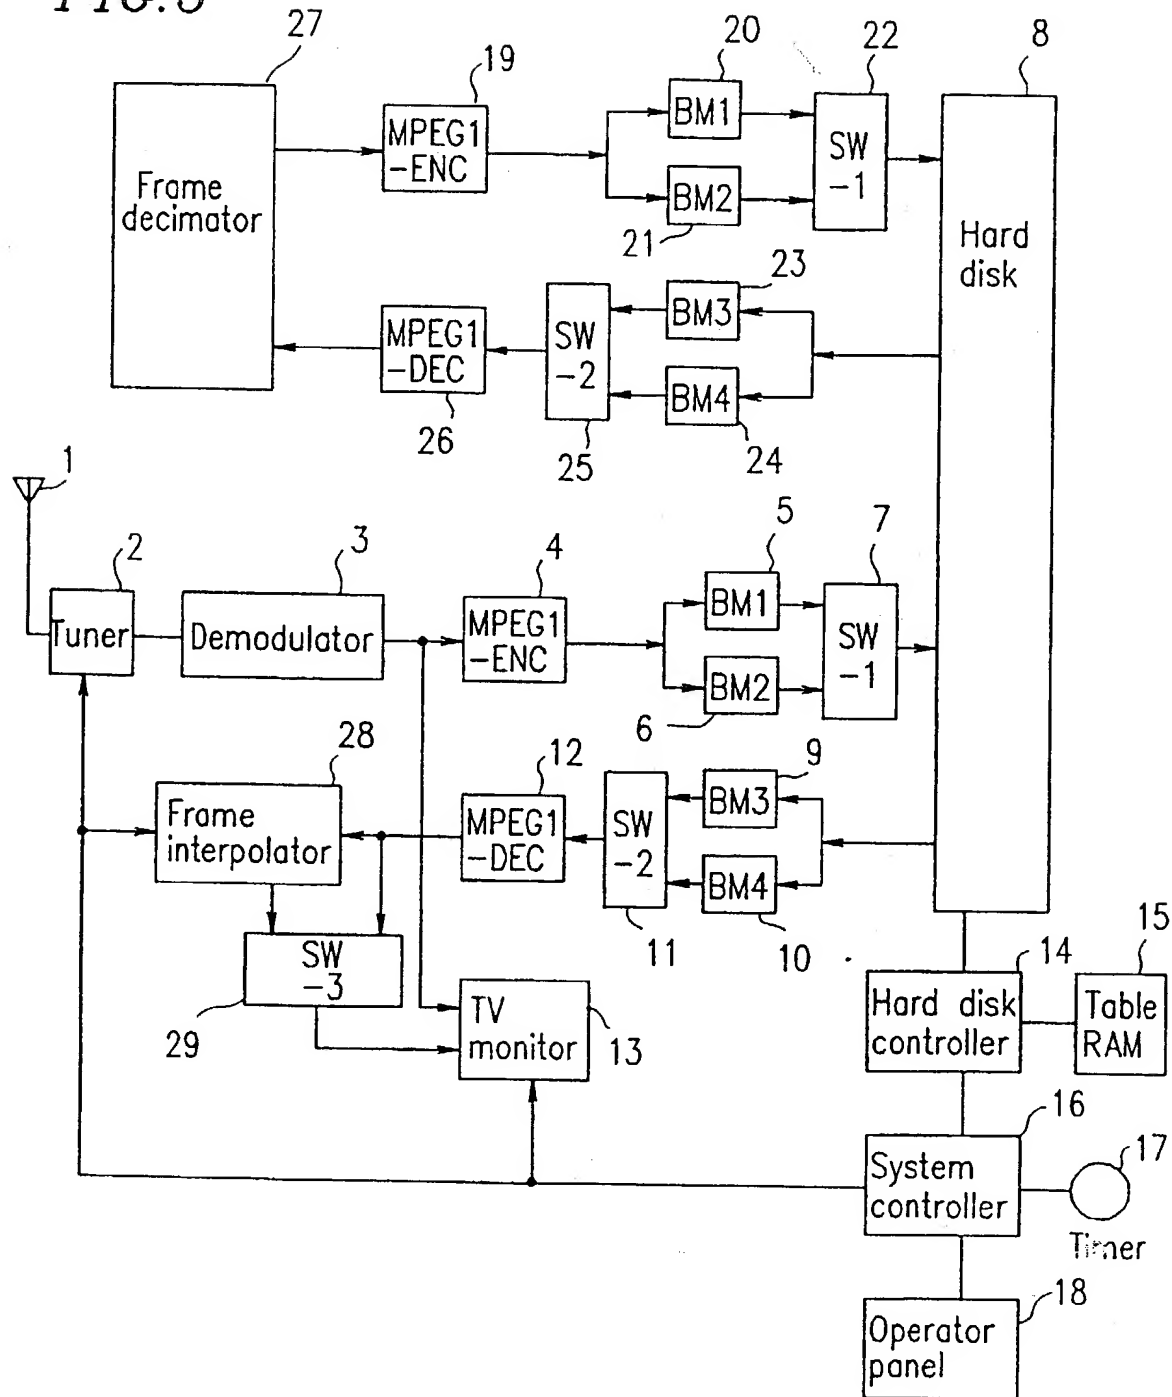 27
19
20
22
8
MPEG1
-ENC
BM1
SW
-1
Frame
decimator
BM2
21
Hard
disk
23
MPEG1
-DEC
SW
-2
BM3
BM4
26
25
24
1
2
3
4
5
7
Tuner
Demodulator
MPEG1
-ENC
BM1
SW
-1
BM2
6
28
12
9
Frame
interpolator
MPEG1
-DEC
SW
-2
BM3
BM4
11
10
SW
-3
29
TV
monitor
13
14
15
Hard disk
controller
Table
RAM
16
17
System
controller
Timer
18
Operator
panel